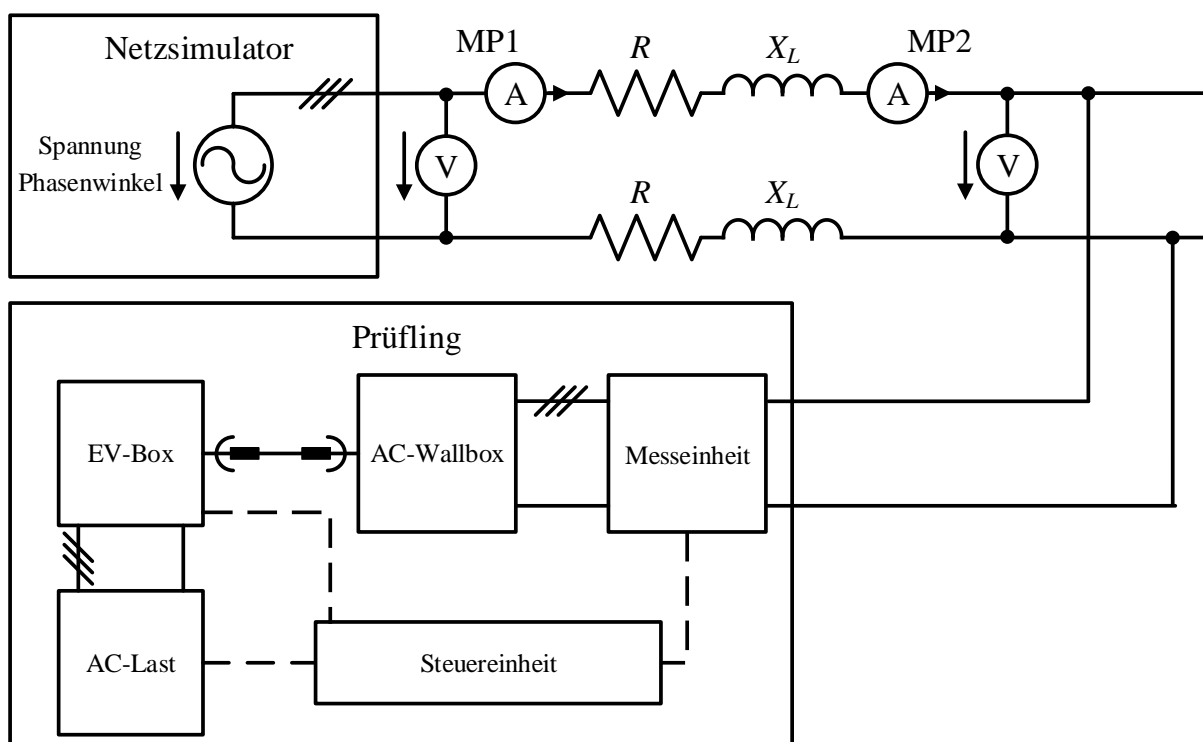 Netzsimulator
Spannung
Phasenwinkel
MP1
A
R
X_L
MP2
A
V
V
R
X_L
Prüfling
EV-Box
AC-Wallbox
Messeinheit
AC-Last
Steuereinheit